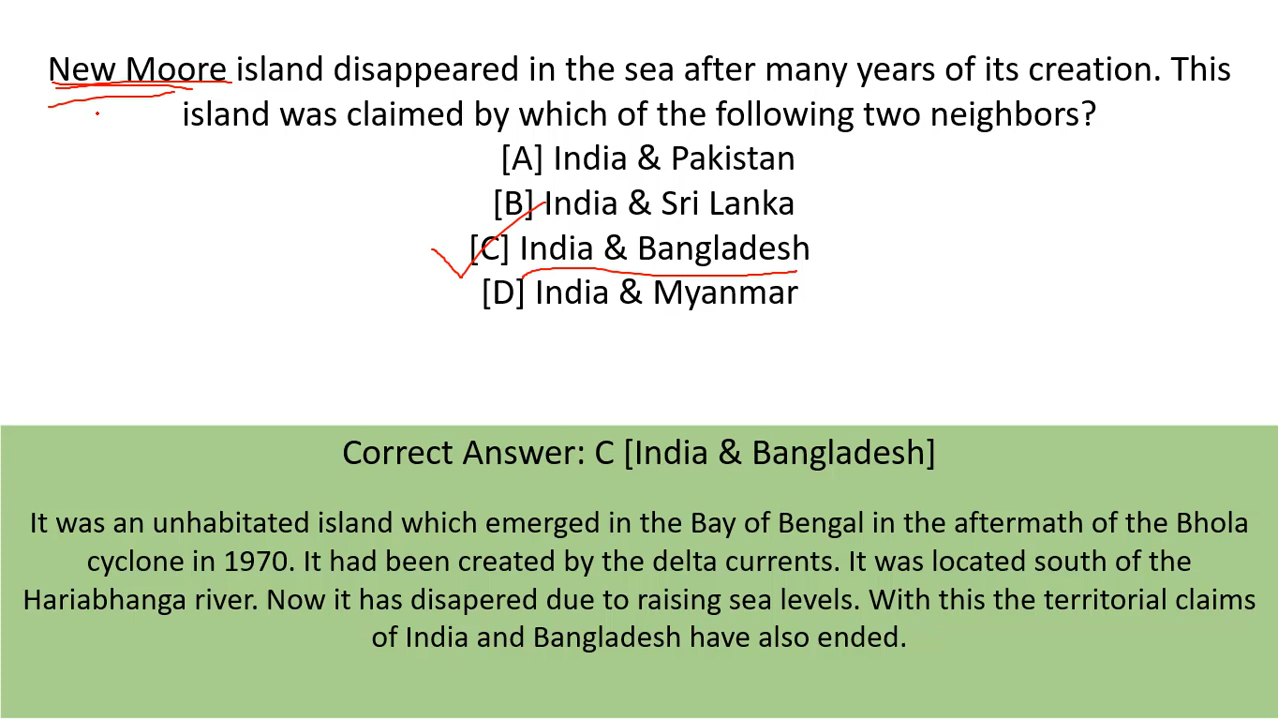 New Moore island disappeared in the sea after many years of its creation. This
island was claimed by which of the following two neighbors?
[A] India & Pakistan
[B] India & Sri Lanka
[C] India & Bangladesh
[D] India & Myanmar
Correct Answer: C [India & Bangladesh]
It was an unhabitated island which emerged in the Bay of Bengal in the aftermath of the Bhola
cyclone in 1970. It had been created by the delta currents. It was located south of the
Hariabhanga river. Now it has disapered due to raising sea levels. With this the territorial claims
of India and Bangladesh have also ended.